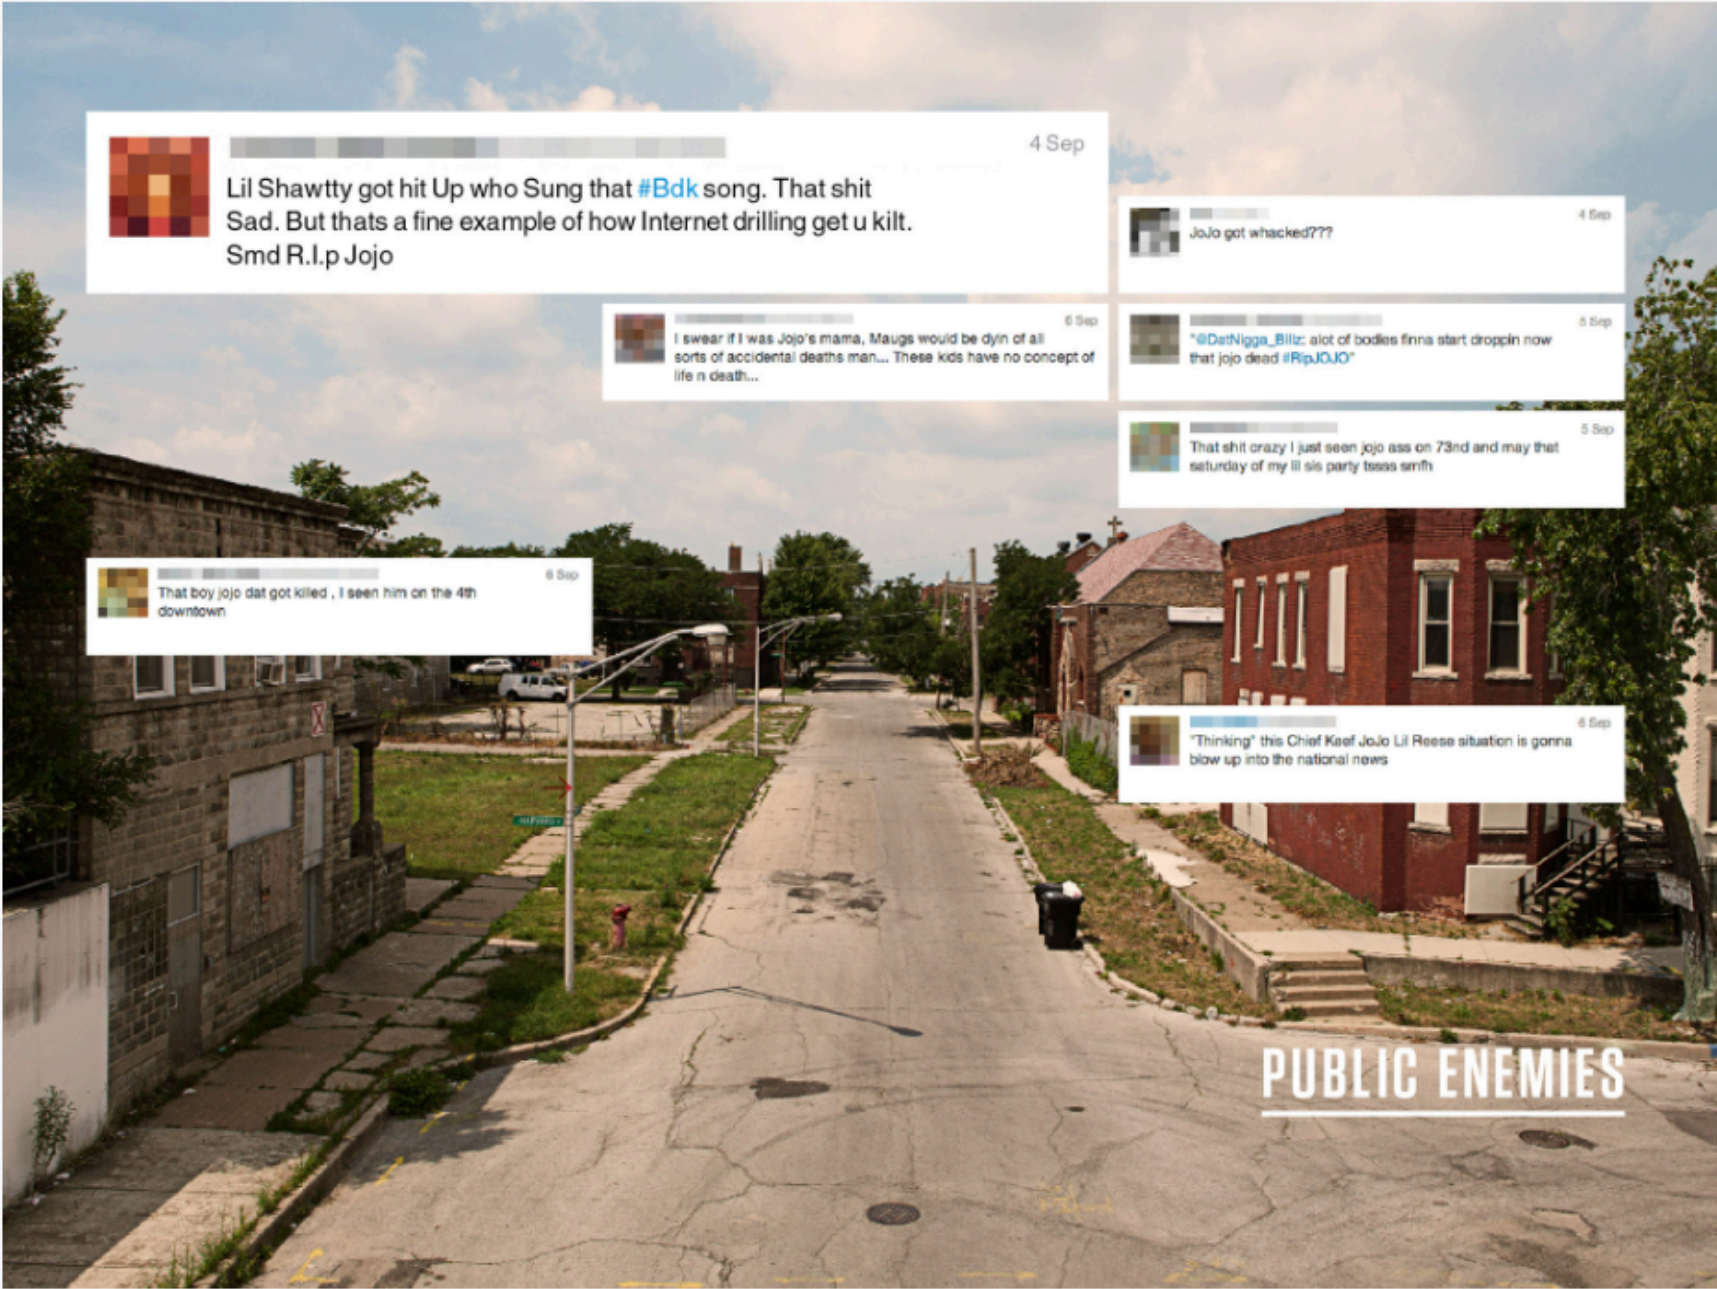 4 Sep
Lil Shawtty got hit Up who Sung that #Bdk song. That shit
Sad. But thats a fine example of how Internet drilling get u kilt.
Smd R.I.p Jojo
4 Sep
JoJo got whacked???
6 Sep
I swear if I was Jojo's mama, Maugs would be dyin of all
sorts of accidental deaths man... These kids have no concept of
life n death...
5 Sep
"@DatNigga_Billz: alot of bodies finna start droppin now
that jojo dead #RipJOJO"
5 Sep
That shit crazy I just seen jojo ass on 73nd and may that
saturday of my lil sis party tssss smfh
6 Sep
That boy jojo dat got killed , I seen him on the 4th
downtown
6 Sep
"Thinking" this Chief Keef JoJo Lil Reese situation is gonna
blow up into the national news
HARVARD
PUBLIC ENEMIES